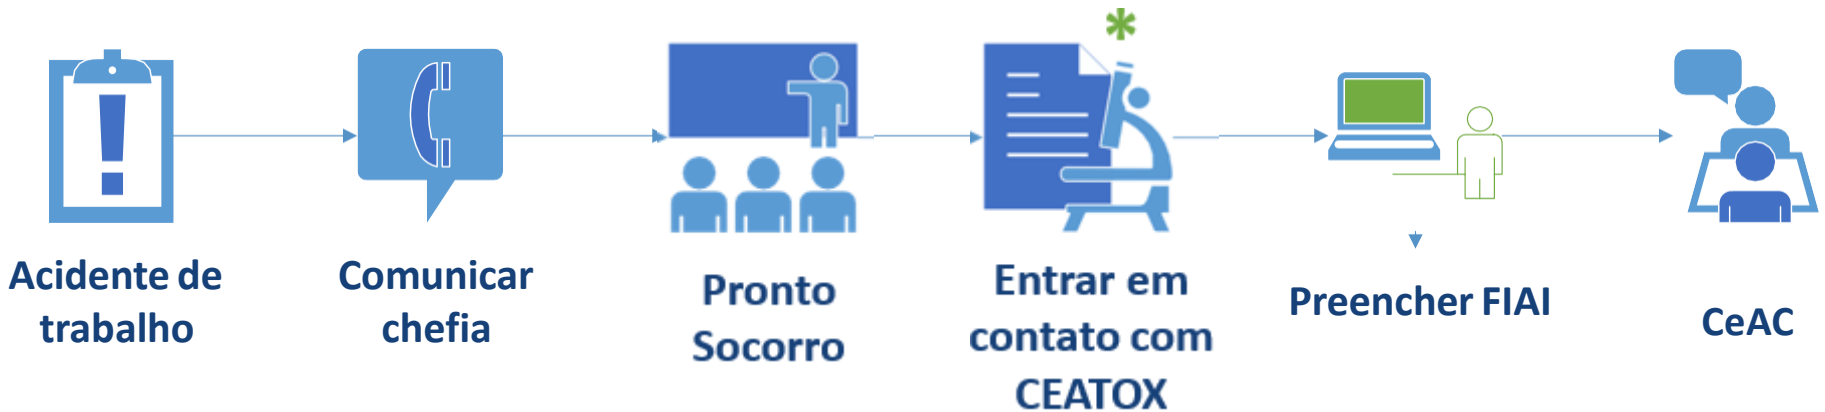 Acidente de
trabalho
Comunicar
chefia
Pronto
Socorro
*
Entrar em
contato com
CEATOX
Preencher FIAI
CeAC